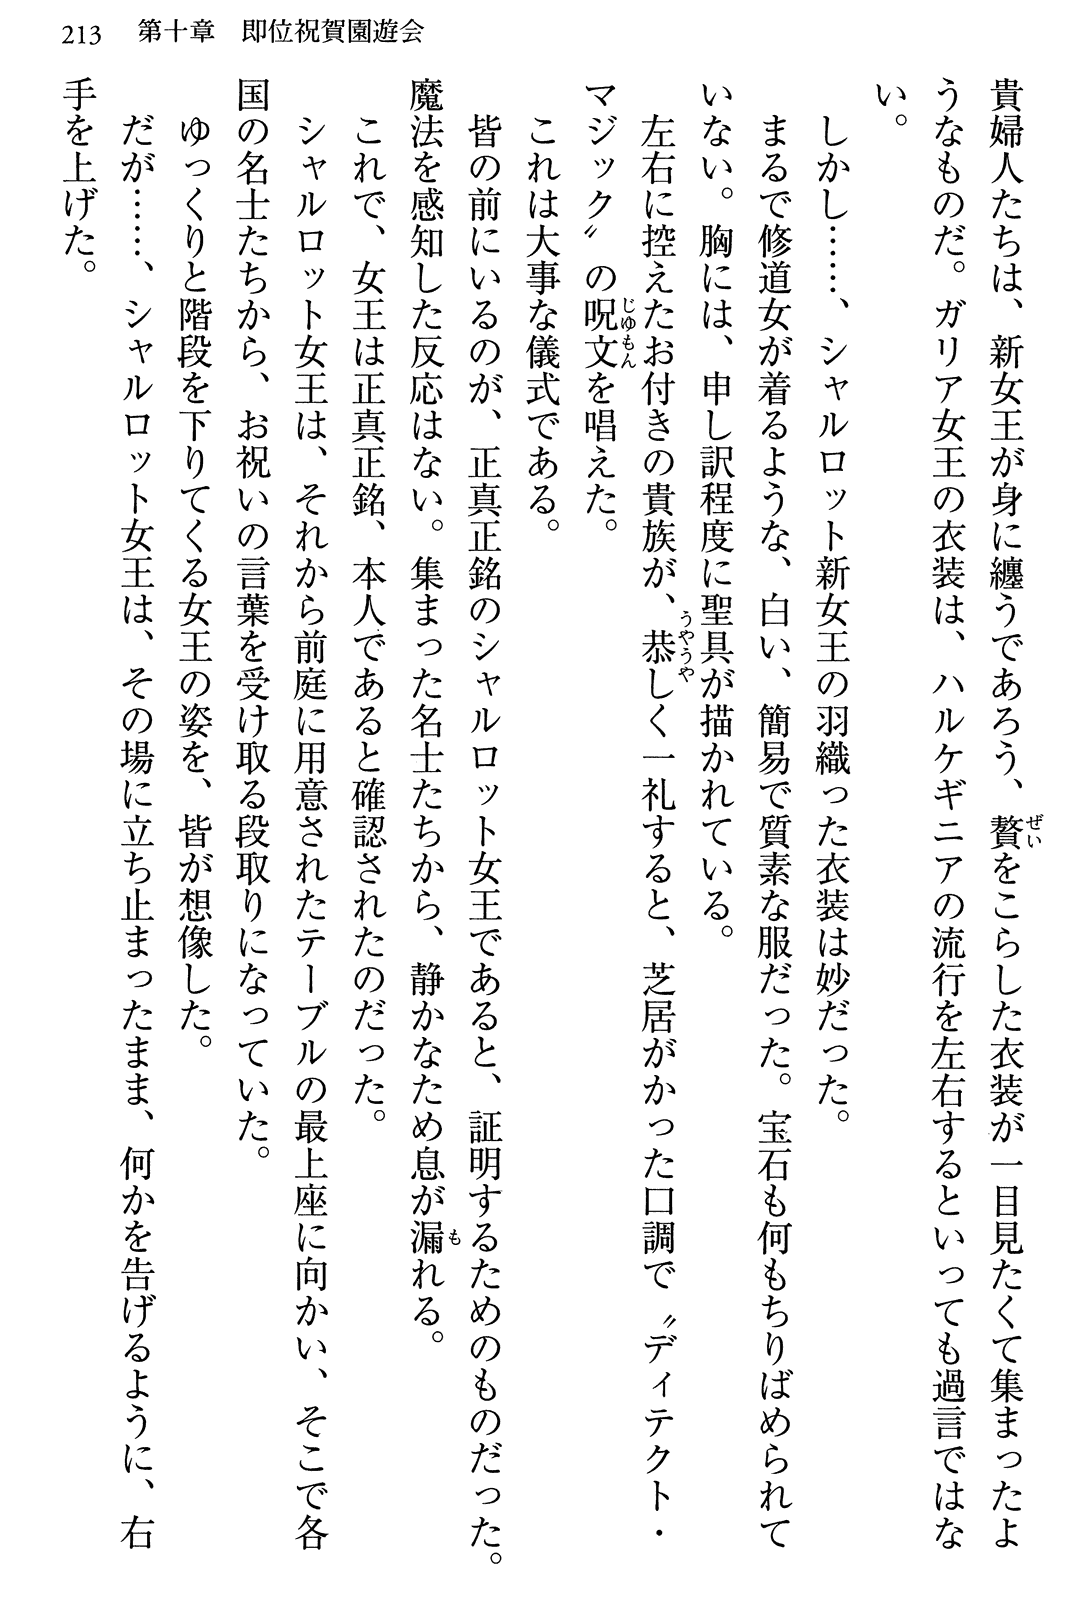 213　第十章　即位祝賀園遊会
貴婦人たちは、新女王が身に纏うであろう、贅をこらした衣装が一目見たくて集まったよ
うなものだ。ガリア女王の衣装は、ハルケギニアの流行を左右するといっても過言ではな
い。
　しかし……、シャルロット新女王の羽織った衣装は妙だった。
　まるで修道女が着るような、白い、簡易で質素な服だった。宝石も何もちりばめられて
いない。胸には、申し訳程度に聖具が描かれている。
　左右に控えたお付きの貴族が、恭しく一礼すると、芝居がかった口調で〝ディテクト・
マジック〟の呪文を唱えた。
　これは大事な儀式である。
　皆の前にいるのが、正真正銘のシャルロット女王であると、証明するためのものだった。
魔法を感知した反応はない。集まった名士たちから、静かなため息が漏れる。
　これで、女王は正真正銘、本人であると確認されたのだった。
　シャルロット女王は、それから前庭に用意されたテーブルの最上座に向かい、そこで各
国の名士たちから、お祝いの言葉を受け取る段取りになっていた。
　ゆっくりと階段を下りてくる女王の姿を、皆が想像した。
　だが……、シャルロット女王は、その場に立ち止まったまま、何かを告げるように、右
手を上げた。